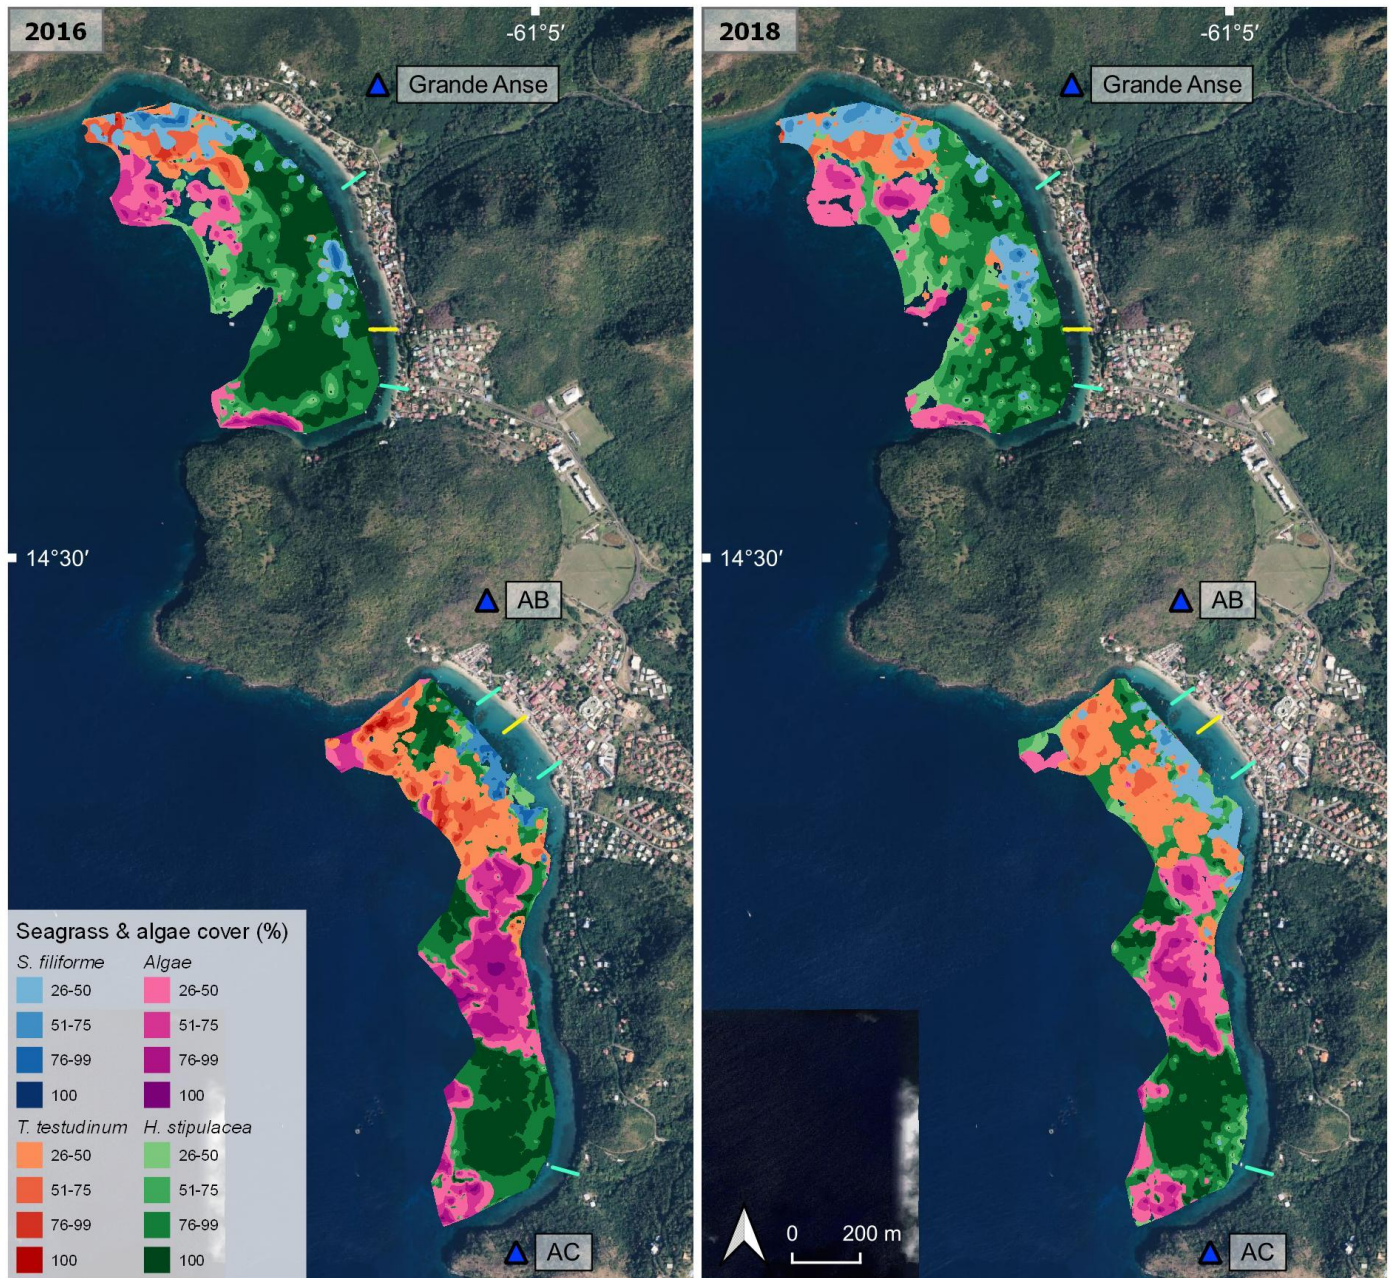 2016
-61°5′
Grande Anse
14°30′
AB
AC
Seagrass & algae cover (%)
S. filiforme
26-50
51-75
76-99
100
Algae
26-50
51-75
76-99
100
T. testudinum
26-50
51-75
76-99
100
H. stipulacea
26-50
51-75
76-99
100
2018
-61°5′
Grande Anse
14°30′
AB
0 200 m
AC